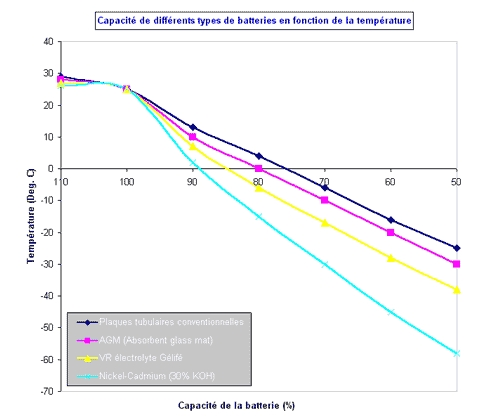 Capacité de différents types de batteries en fonction de la température
40
30
20
10
0
-10
-20
-30
-40
-50
-60
-70
110
100
90
80
70
60
50
Température (Deg. C)
Plaques tubulaires conventionnelles
AGM (Absorbent glass mat)
VR électrolyte Gélifé
Nickel-Cadmium (30% KOH)
Capacité de la batterie (%)